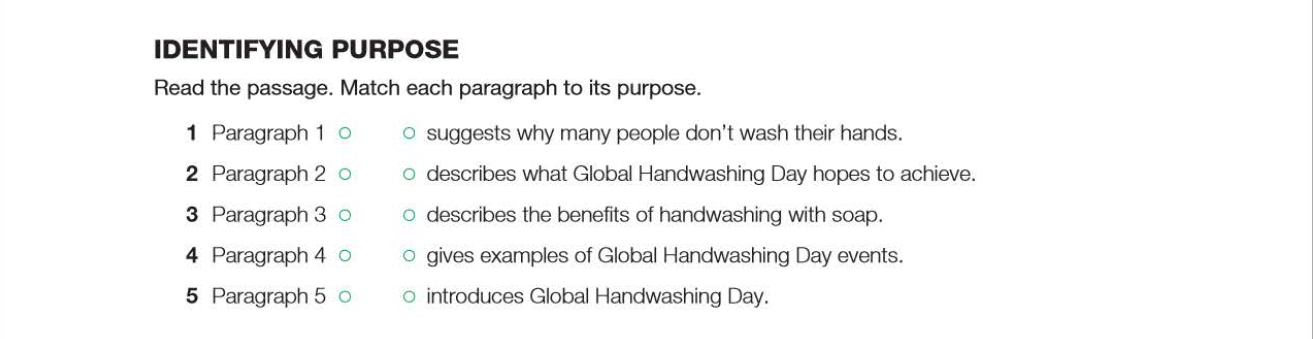 IDENTIFYING PURPOSE
Read the passage. Match each paragraph to its purpose.
1 Paragraph 1 ○ ○ suggests why many people don't wash their hands.
2 Paragraph 2 ○ ○ describes what Global Handwashing Day hopes to achieve.
3 Paragraph 3 ○ ○ describes the benefits of handwashing with soap.
4 Paragraph 4 ○ ○ gives examples of Global Handwashing Day events.
5 Paragraph 5 ○ ○ introduces Global Handwashing Day.